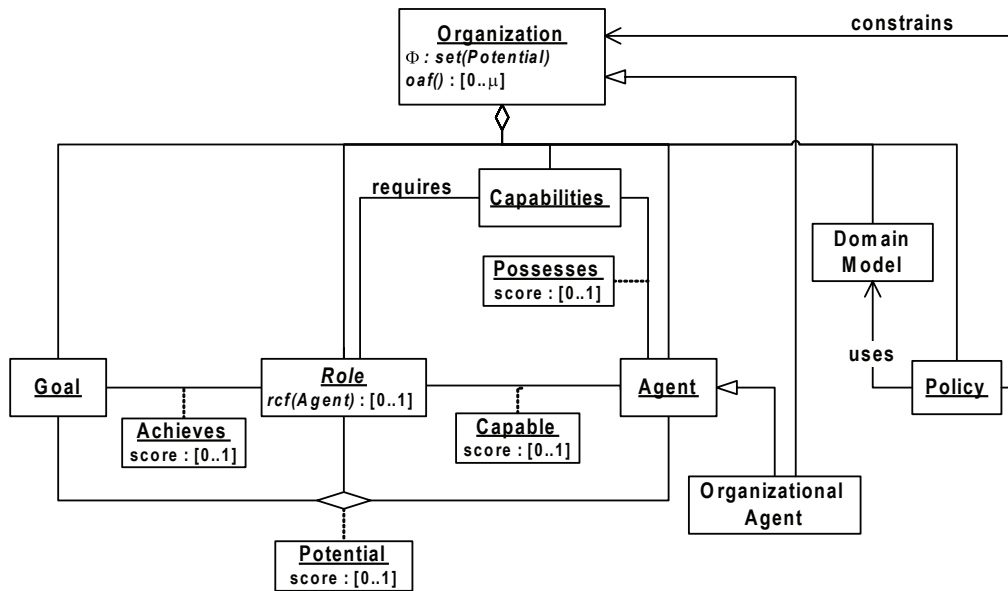 Organization
Φ : set(Potential)
oaf() : [0..μ]
constrains
requires
Capabilities
Possesses
score : [0..1]
Domain
Model
uses
Goal
Role
rcf(Agent) : [0..1]
Agent
Policy
Achieves
score : [0..1]
Capable
score : [0..1]
Organizational
Agent
Potential
score : [0..1]